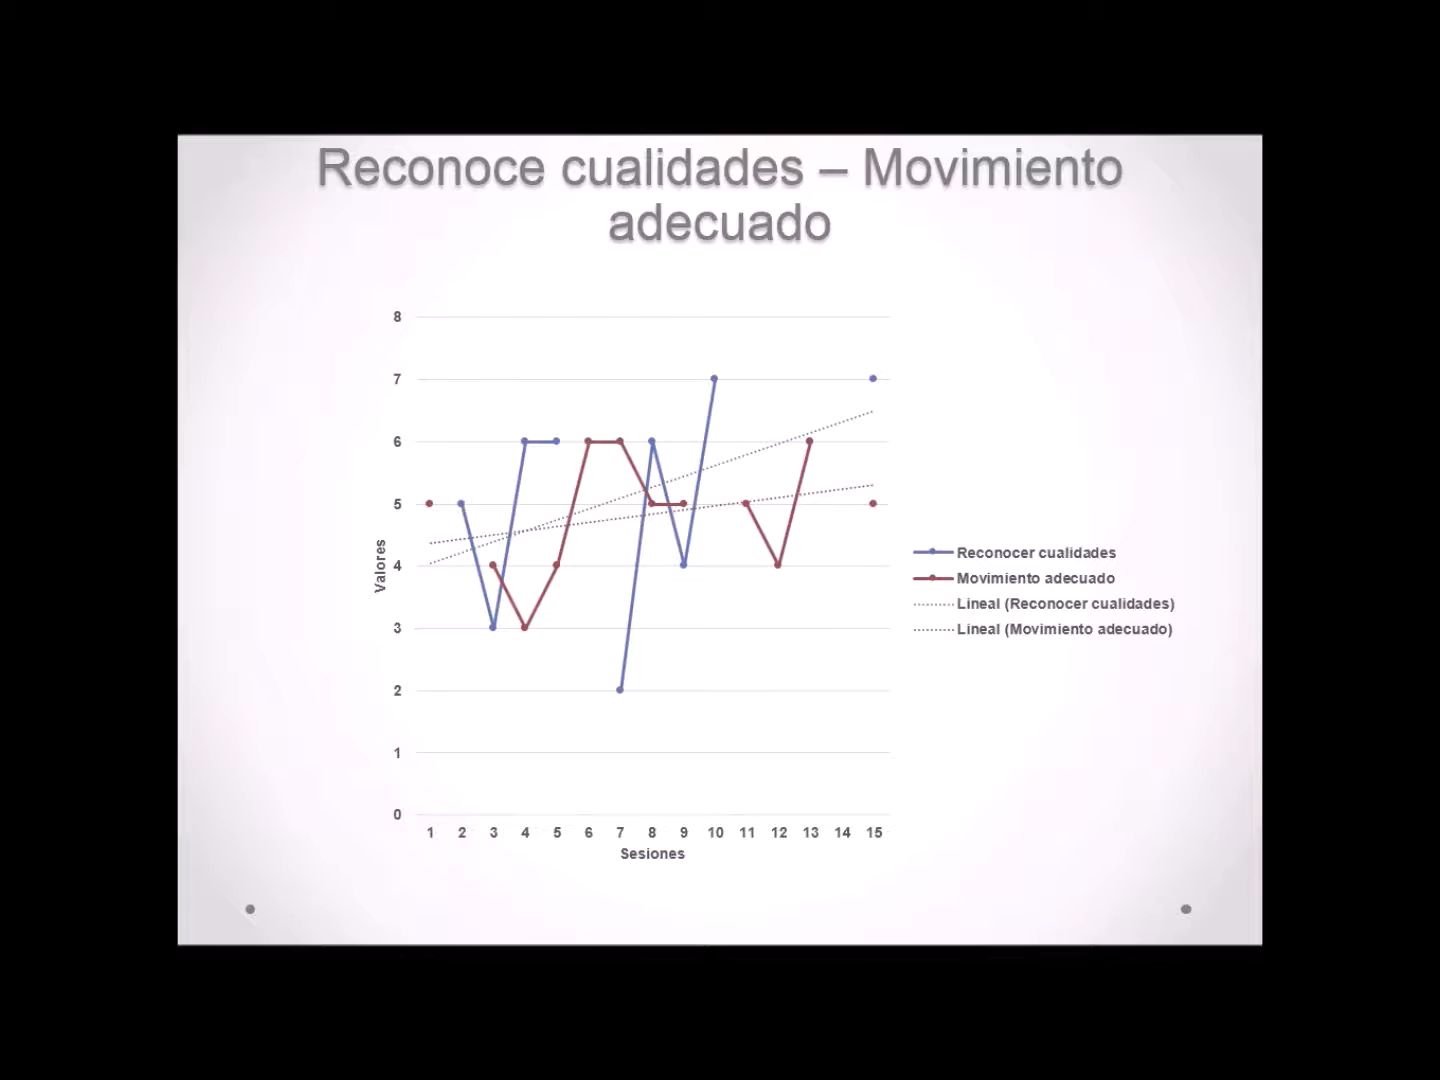 Reconoce cualidades – Movimiento
adecuado
8
7
6
5
4
3
2
1
0
Valores
1 2 3 4 5 6 7 8 9 10 11 12 13 14 15
Sesiones
Reconocer cualidades
Movimiento adecuado
Lineal (Reconocer cualidades)
Lineal (Movimiento adecuado)